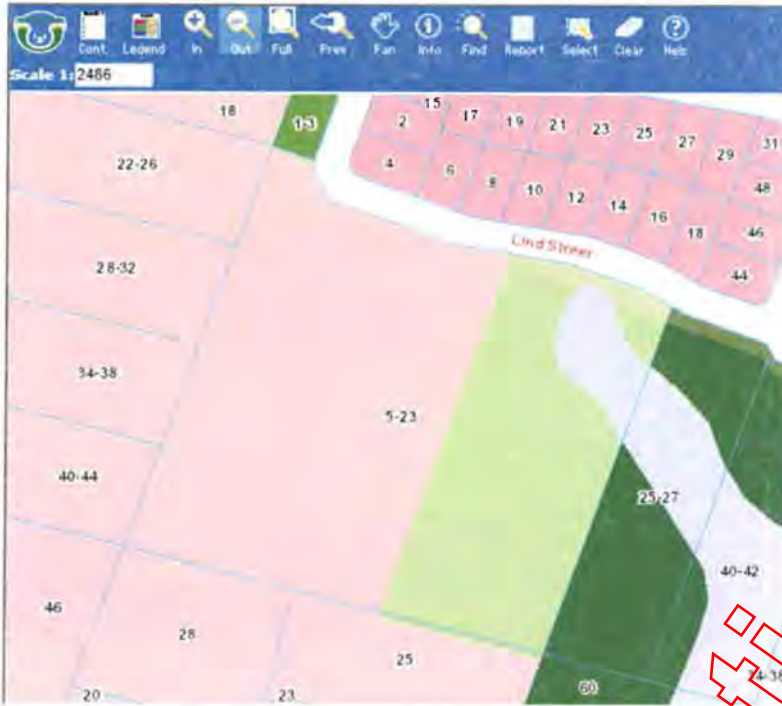 Cont. Legend In Out Full Prev Pan Info Find Report Select Clear Help
Scale 1: 2486
18 1-3 2 15 17 19 21 23 25 27 29 31
22-26 4 6 8 10 12 14 16 18 48
46
Lind Street
28-32 44
34-38
5-23
40-44
25-27
40-42
46 28 25
34-38
20 23 60